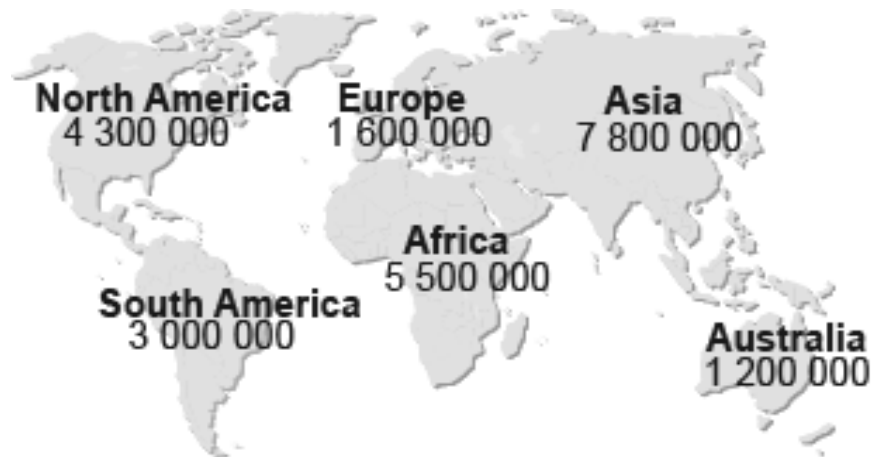 North America
4 300 000
Europe
1 600 000
Asia
7 800 000
Africa
5 500 000
South America
3 000 000
Australia
1 200 000